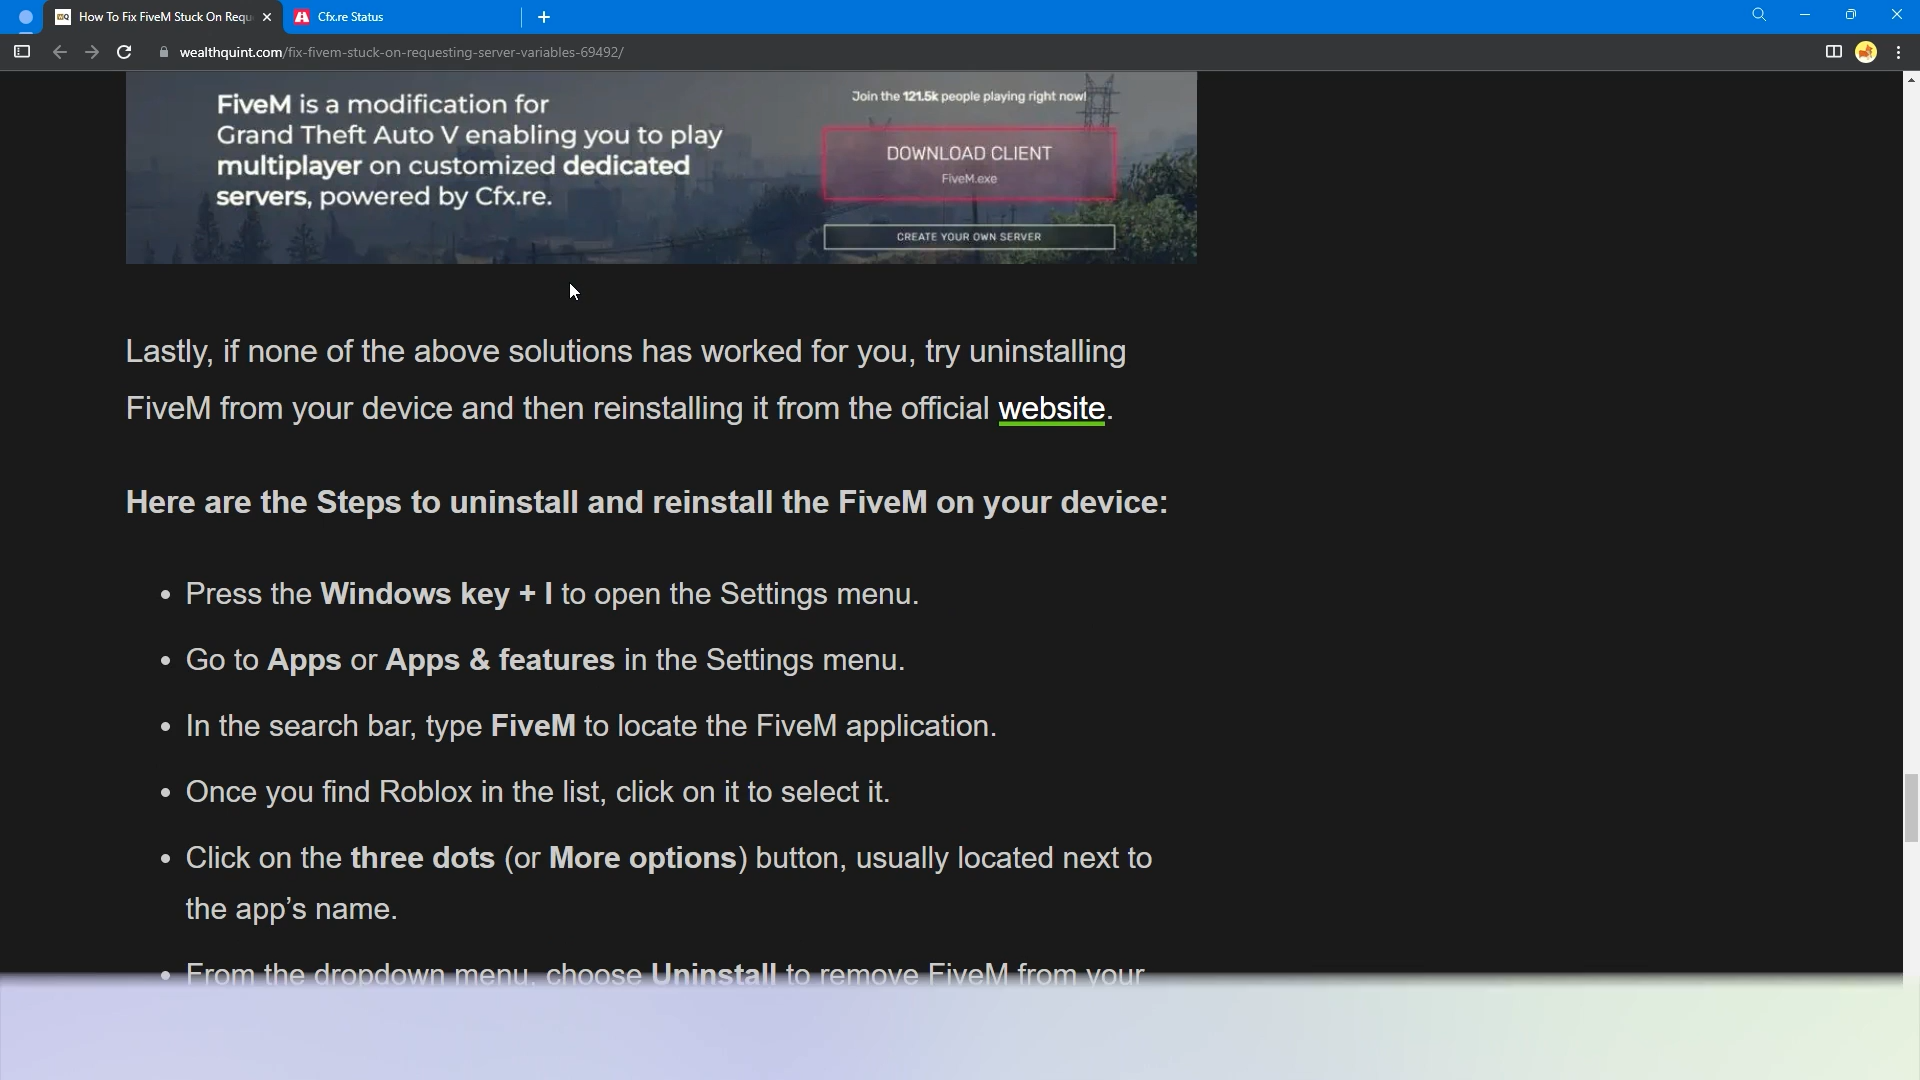 How To Fix FiveM Stuck On Requ
Cfx.re Status
wealthquint.com/fix-fivem-stuck-on-requesting-server-variables-69492/
FiveM is a modification for
Grand Theft Auto V enabling you to play
multiplayer on customized dedicated
servers, powered by Cfx.re.
Join the 121.5k people playing right now!
DOWNLOAD CLIENT
FiveM.exe
CREATE YOUR OWN SERVER
Lastly, if none of the above solutions has worked for you, try uninstalling
FiveM from your device and then reinstalling it from the official website.
Here are the Steps to uninstall and reinstall the FiveM on your device:
• Press the Windows key + I to open the Settings menu.
• Go to Apps or Apps & features in the Settings menu.
• In the search bar, type FiveM to locate the FiveM application.
• Once you find Roblox in the list, click on it to select it.
• Click on the three dots (or More options) button, usually located next to
the app’s name.
• From the dropdown menu, choose Uninstall to remove FiveM from your